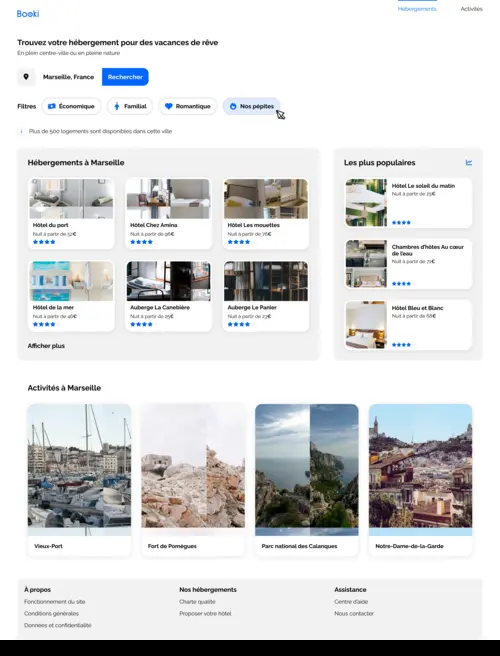 Booki
Hébergements
Activités
Trouvez votre hébergement pour des vacances de rêve
En plein centre-ville ou en pleine nature
Marseille, France
Rechercher
Filtres
Économique
Familial
Romantique
Nos pépites
Plus de 500 logements sont disponibles dans cette ville
Hébergements à Marseille
Hôtel du port
Nuit à partir de 52€
Hôtel Chez Amina
Nuit à partir de 96€
Hôtel Les mouettes
Nuit à partir de 76€
Hôtel de la mer
Nuit à partir de 46€
Auberge La Canebière
Nuit à partir de 25€
Auberge Le Panier
Nuit à partir de 23€
Afficher plus
Les plus populaires
Hôtel Le soleil du matin
Nuit à partir de 25€
Chambres d'hôtes Au cœur
de l'eau
Nuit à partir de 71€
Hôtel Bleu et Blanc
Nuit à partir de 68€
Activités à Marseille
Vieux-Port
Fort de Pomègues
Parc national des Calanques
Notre-Dame-de-la-Garde
À propos
Fonctionnement du site
Conditions générales
Données et confidentialité
Nos hébergements
Charte qualité
Proposer votre hôtel
Assistance
Centre d'aide
Nous contacter